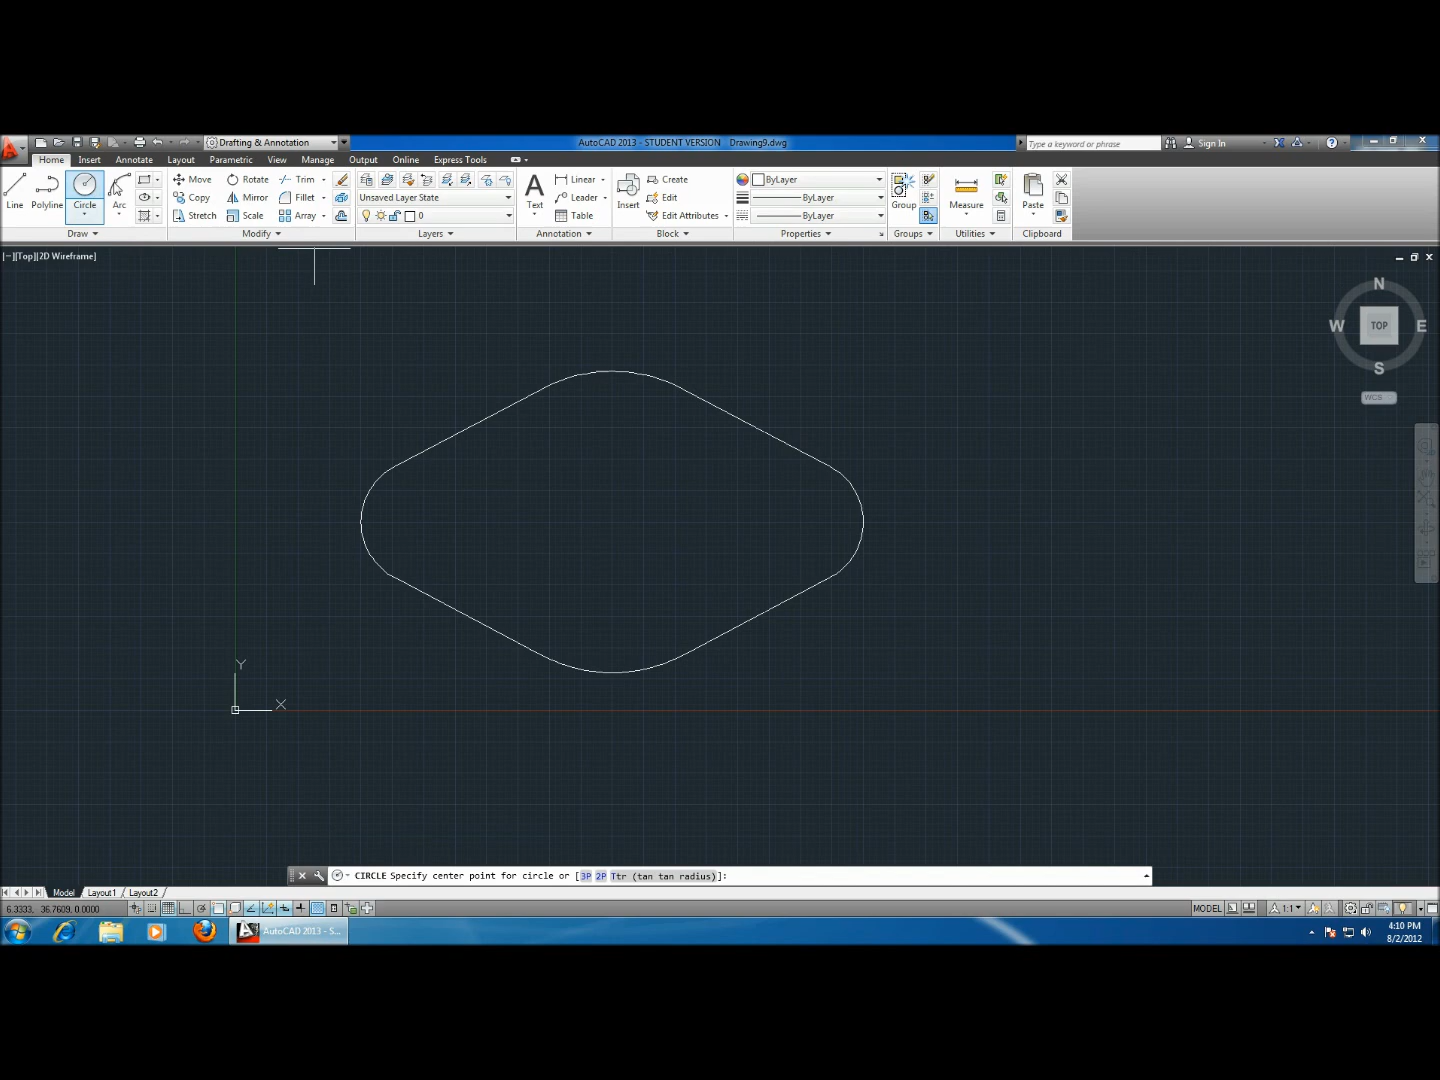 Drafting & Annotation
AutoCAD 2013 - STUDENT VERSION Drawing9.dwg
Type a keyword or phrase
Sign In
Home Insert Annotate Layout Parametric View Manage Output Online Express Tools
Line Polyline Circle Arc
Move Rotate Trim
Copy Mirror Fillet
Stretch Scale Array
Unsaved Layer State
0
Text
Linear
Leader
Table
Insert
Create
Edit
Edit Attributes
ByLayer
ByLayer
ByLayer
Group
Measure
Paste
Draw Modify Layers Annotation Block Properties Groups Utilities Clipboard
[−][Top][2D Wireframe]
N
W TOP E
S
WCS
Y
X
CIRCLE Specify center point for circle or [3P 2P Ttr (tan tan radius)]:
Model Layout1 Layout2
6.3333, 36.7609, 0.0000
MODEL
1:1
AutoCAD 2013 - S...
4:10 PM
8/2/2012